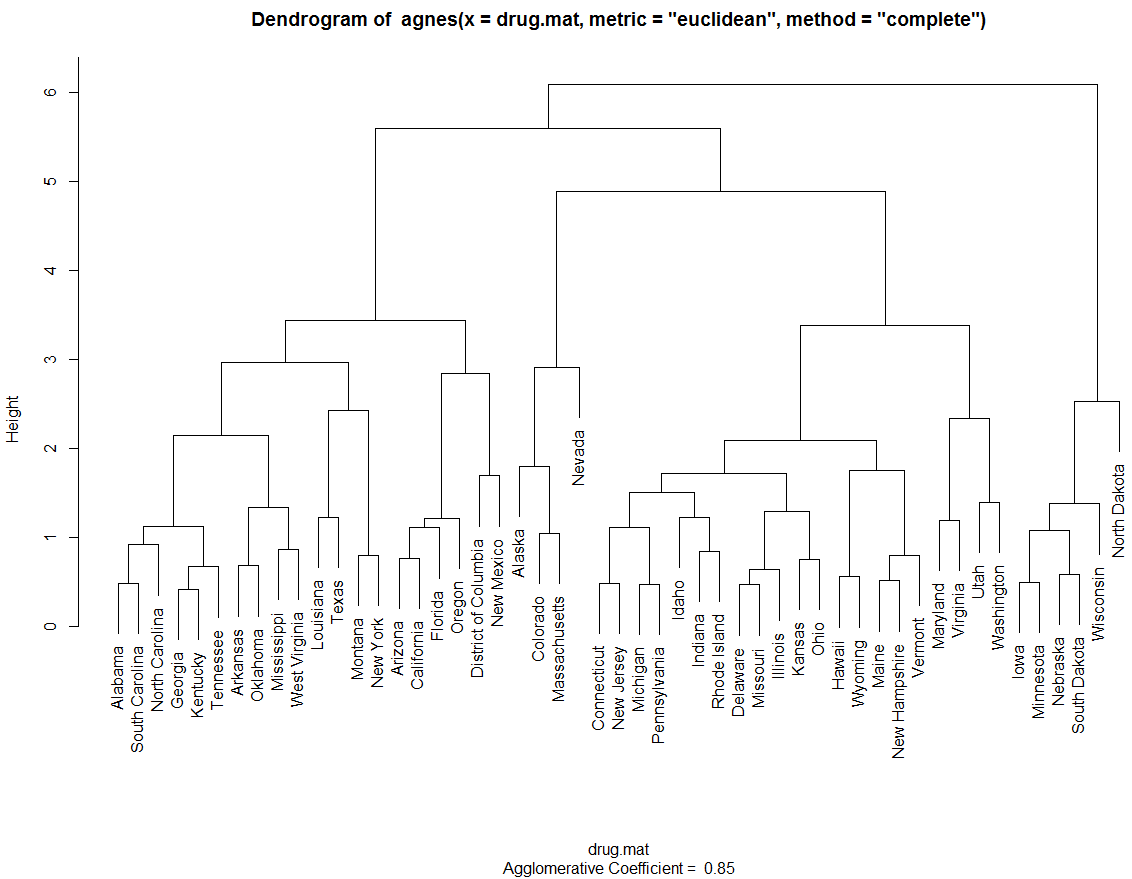 Dendrogram of  agnes(x = drug.mat, metric = "euclidean", method = "complete")
Height
6
5
4
3
2
1
0
Alabama
South Carolina
North Carolina
Georgia
Kentucky
Tennessee
Arkansas
Oklahoma
Mississippi
West Virginia
Louisiana
Texas
Montana
New York
Arizona
California
Florida
Oregon
District of Columbia
New Mexico
Alaska
Colorado
Massachusetts
Nevada
Connecticut
New Jersey
Michigan
Pennsylvania
Idaho
Indiana
Rhode Island
Delaware
Missouri
Illinois
Kansas
Ohio
Hawaii
Wyoming
Maine
New Hampshire
Vermont
Maryland
Virginia
Utah
Washington
Iowa
Minnesota
Nebraska
South Dakota
Wisconsin
North Dakota
drug.mat
Agglomerative Coefficient =  0.85